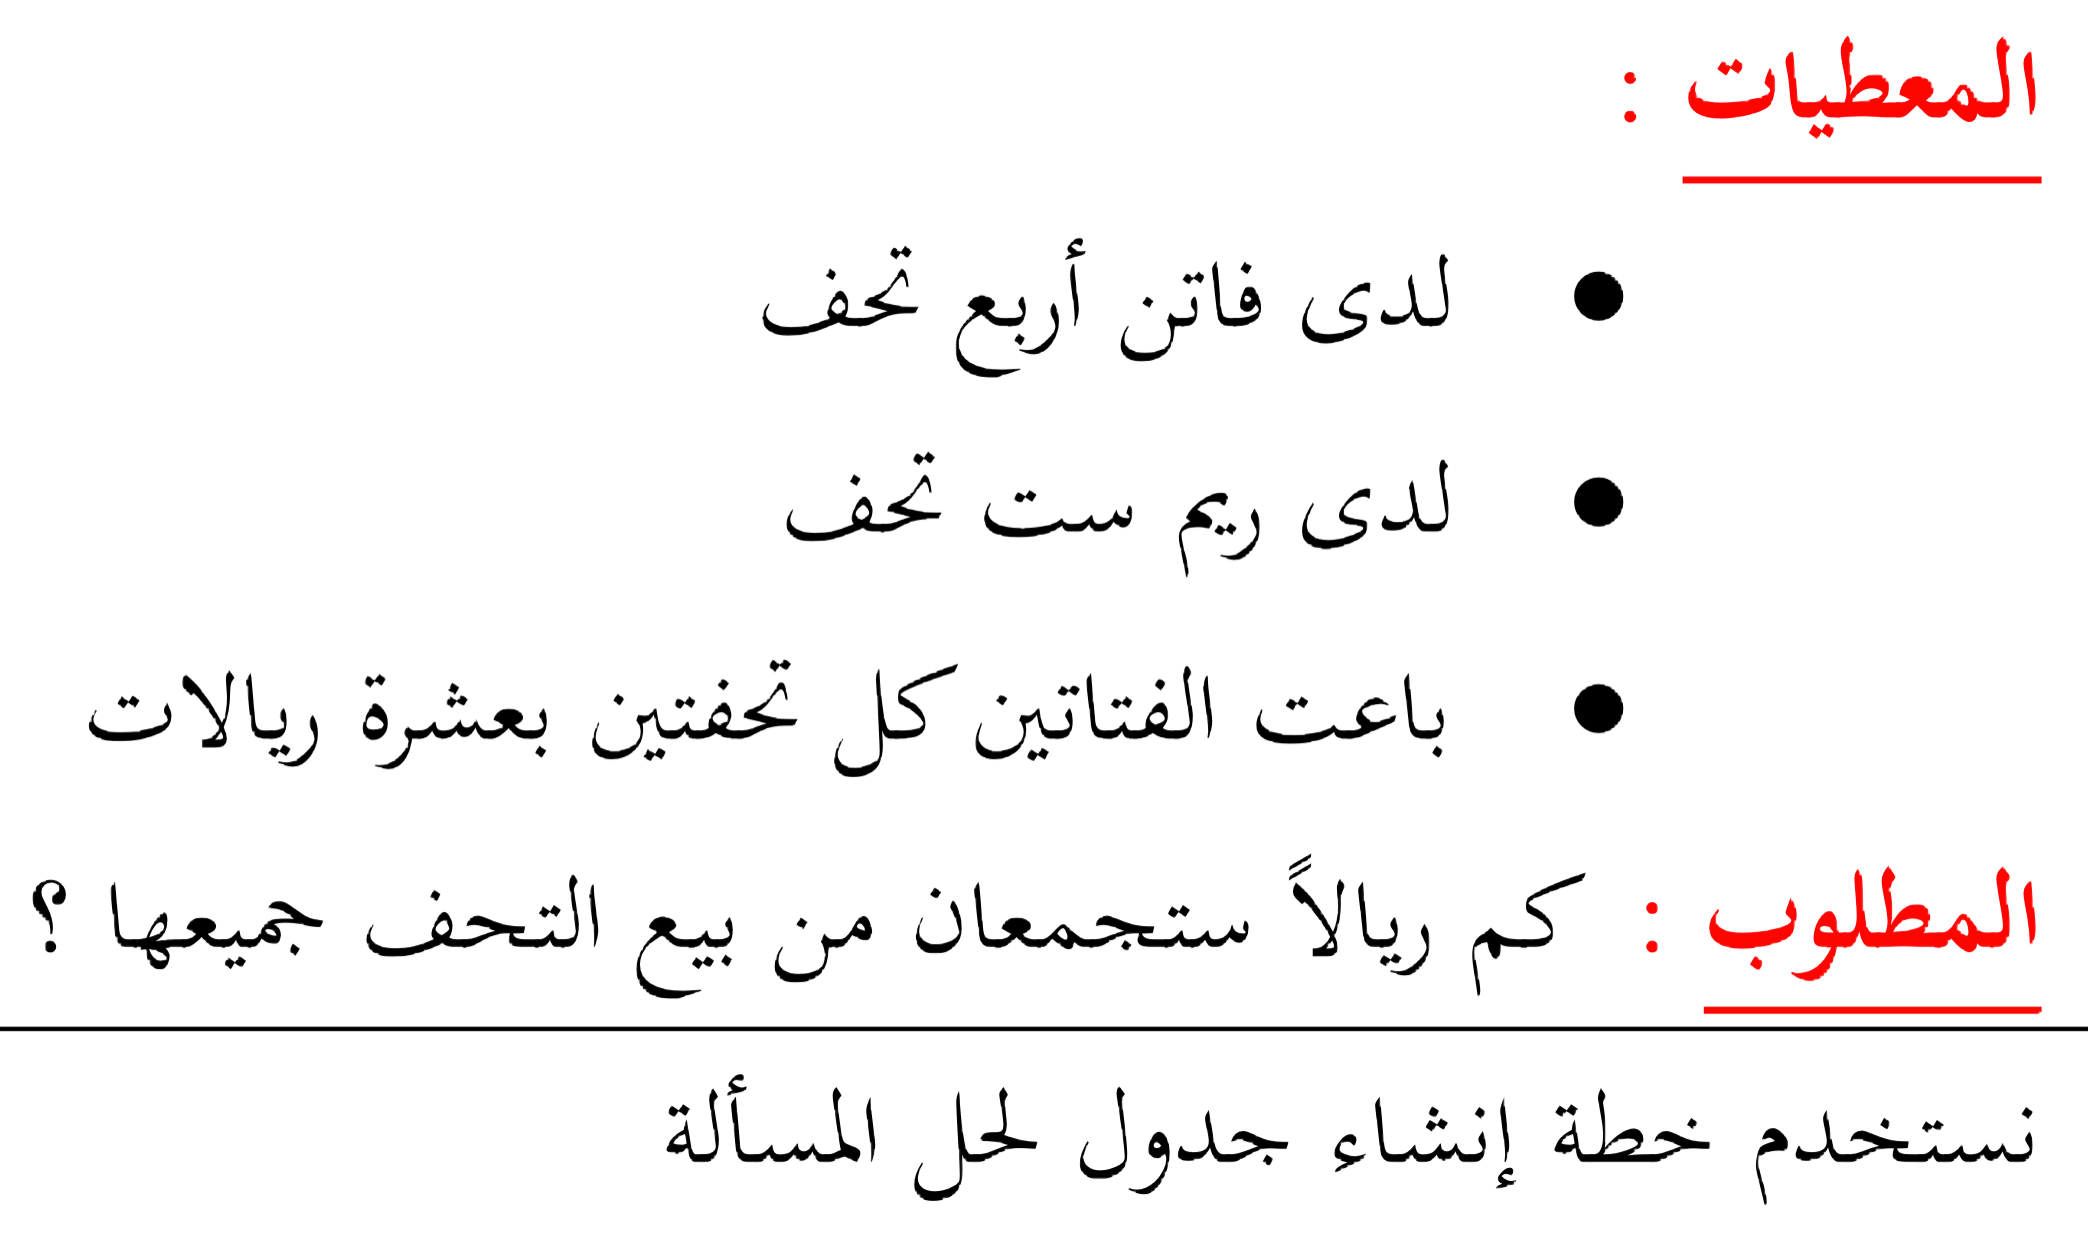 المعطيات :
● لدى فاتن أربع تحف
● لدى ريم ست تحف
● باعت الفتاتين كل تحفتين بعشرة ريالات
المطلوب : كم ريالاً ستجمعان من بيع التحف جميعها ؟
نستخدم خطة إنشاء جدول لحل المسألة